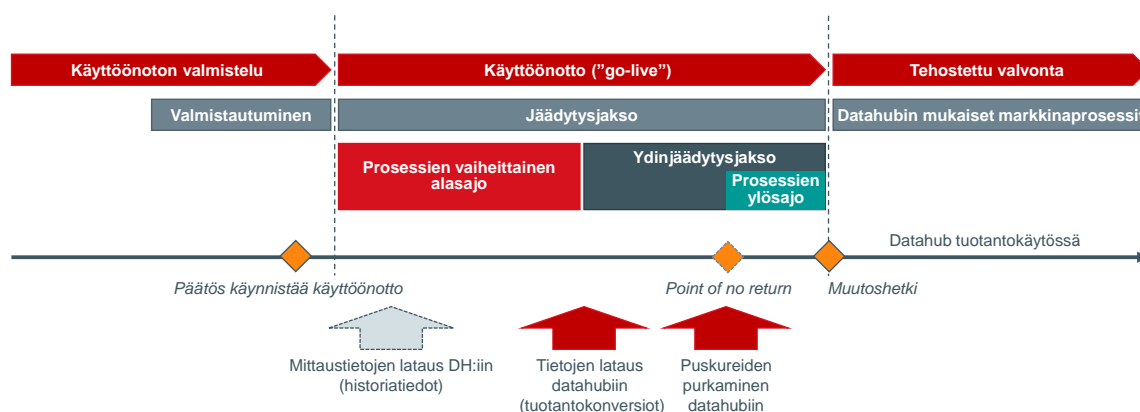 Käyttöönoton valmistelu
Käyttöönotto ("go-live")
Tehostettu valvonta
Valmistautuminen
Jäädytysjakso
Datahubin mukaiset markkinaprosessit
Prosessien vaiheittainen
alasajo
Ydinjäädytysjakso
Prosessien
ylösajo
Datahub tuotantokäytössä
Päätös käynnistää käyttöönotto
Point of no return
Muutoshetki
Mittaustietojen lataus DH:iin
(historiatiedot)
Tietojen lataus
datahubiin
(tuotantokonversiot)
Puskureiden
purkaminen
datahubiin